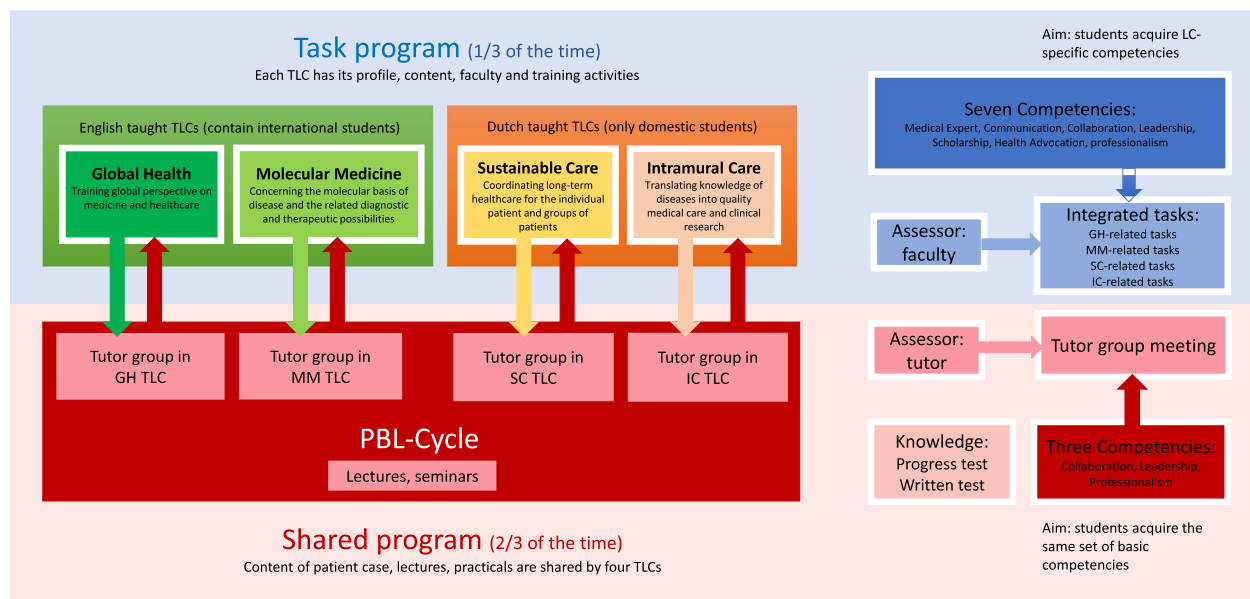 Task program (1/3 of the time)
Each TLC has its profile, content, faculty and training activities
English taught TLCs (contain international students)
Global Health
Training global perspective on
medicine and healthcare
Molecular Medicine
Concerning the molecular basis of
disease and the related diagnostic
and therapeutic possibilities
Dutch taught TLCs (only domestic students)
Sustainable Care
Coordinating long-term
healthcare for the individual
patient and groups of
patients
Intramural Care
Translating knowledge of
diseases into quality
medical care and clinical
research
Tutor group in
GH TLC
Tutor group in
MM TLC
Tutor group in
SC TLC
Tutor group in
IC TLC
PBL-Cycle
Lectures, seminars
Shared program (2/3 of the time)
Content of patient case, lectures, practicals are shared by four TLCs
Aim: students acquire LC-
specific competencies
Seven Competencies:
Medical Expert, Communication, Collaboration, Leadership,
Scholarship, Health Advocation, professionalism
Assessor:
faculty
Integrated tasks:
GH-related tasks
MM-related tasks
SC-related tasks
IC-related tasks
Assessor:
tutor
Tutor group meeting
Knowledge:
Progress test
Written test
Three Competencies:
Collaboration, Leadership,
Professionalism
Aim: students acquire the
same set of basic
competencies